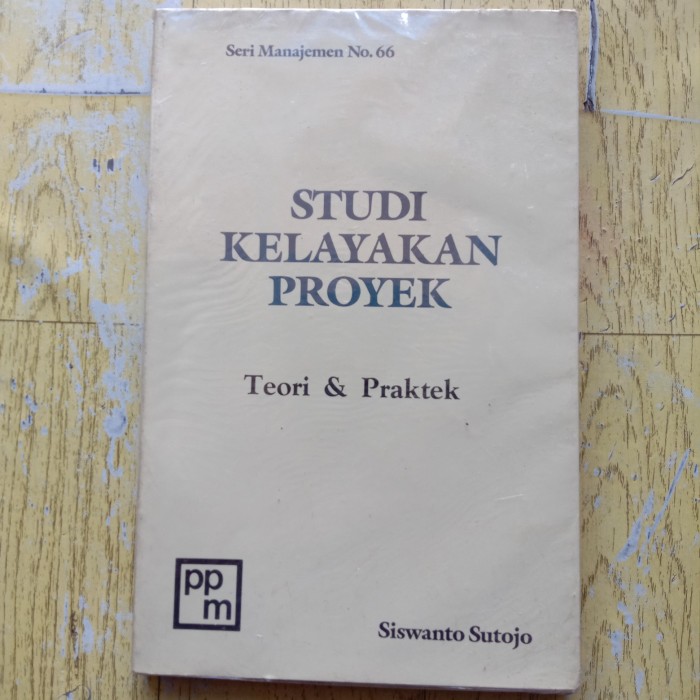 Seri Manajemen No. 66
STUDI
KELAYAKAN
PROYEK
Teori & Praktek
pp
m
Siswanto Sutojo